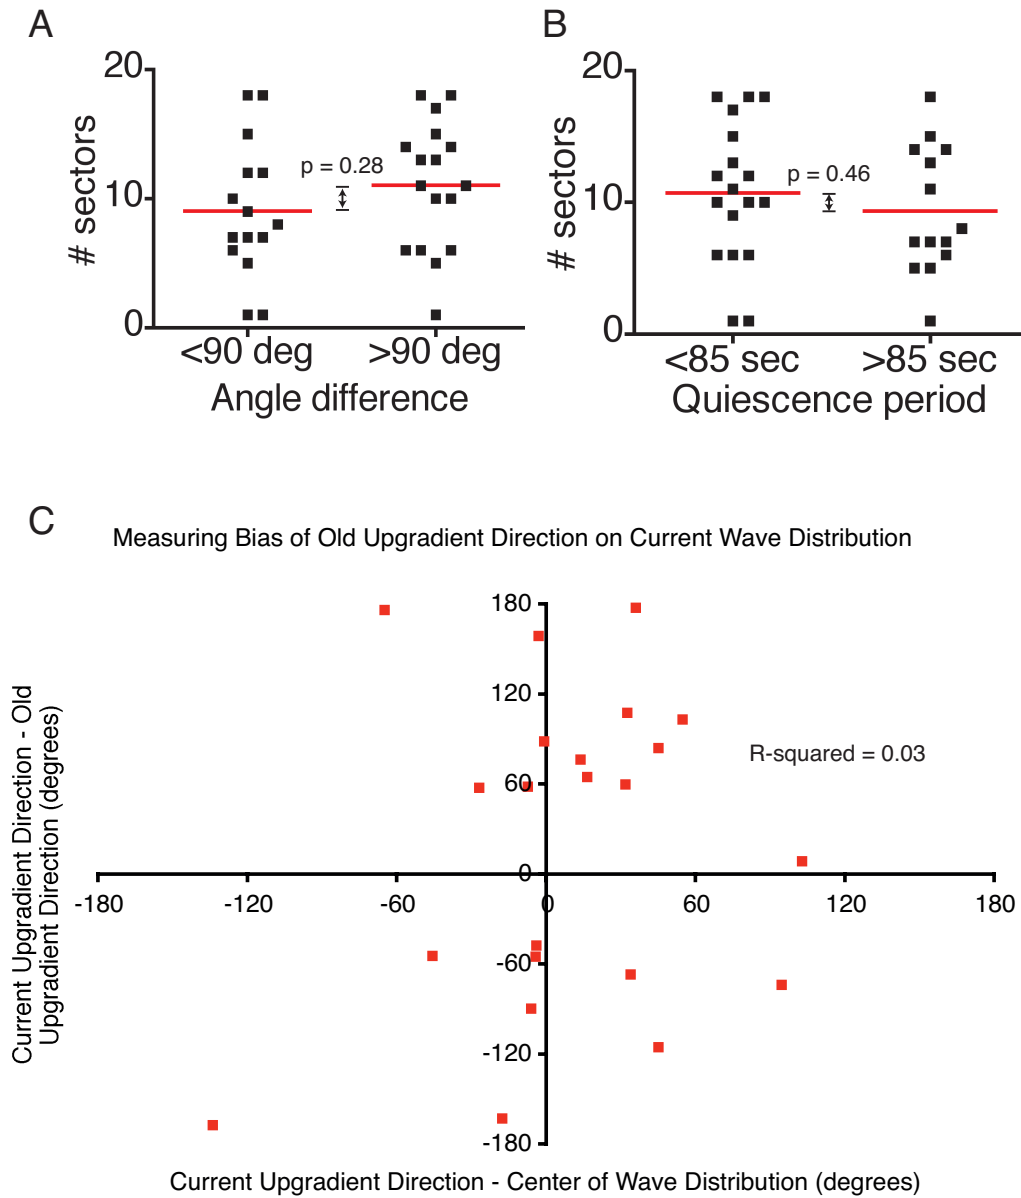 A
B
20
10
0
# sectors
p = 0.28
<90 deg
>90 deg
Angle difference
20
10
0
# sectors
p = 0.46
<85 sec
>85 sec
Quiescence period
C
Measuring Bias of Old Upgradient Direction on Current Wave Distribution
Current Upgradient Direction - Old
Upgradient Direction (degrees)
180
120
60
0
-60
-120
-180
R-squared = 0.03
-180
-120
-60
0
60
120
180
Current Upgradient Direction - Center of Wave Distribution (degrees)